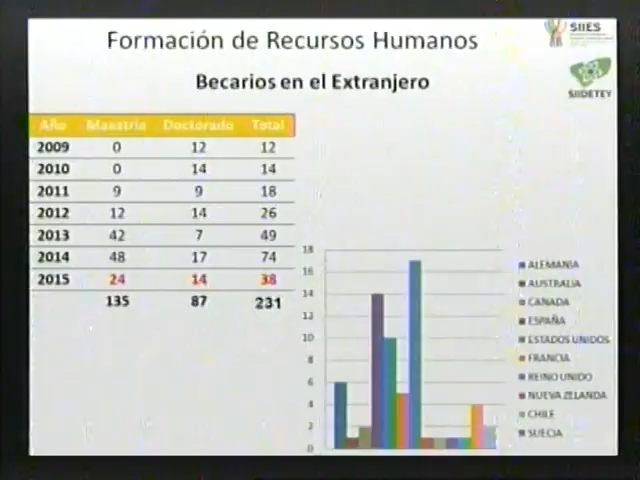 Formación de Recursos Humanos
SIIES
SIIDETEY
Becarios en el Extranjero
Año Maestría Doctorado Total
2009 0 12 12
2010 0 14 14
2011 9 9 18
2012 12 14 26
2013 42 7 49
2014 48 17 74
2015 24 14 38
135 87 231
18
16
14
12
10
8
6
4
2
0
ALEMANIA
AUSTRALIA
CANADA
ESPAÑA
ESTADOS UNIDOS
FRANCIA
REINO UNIDO
NUEVA ZELANDA
CHILE
SUECIA